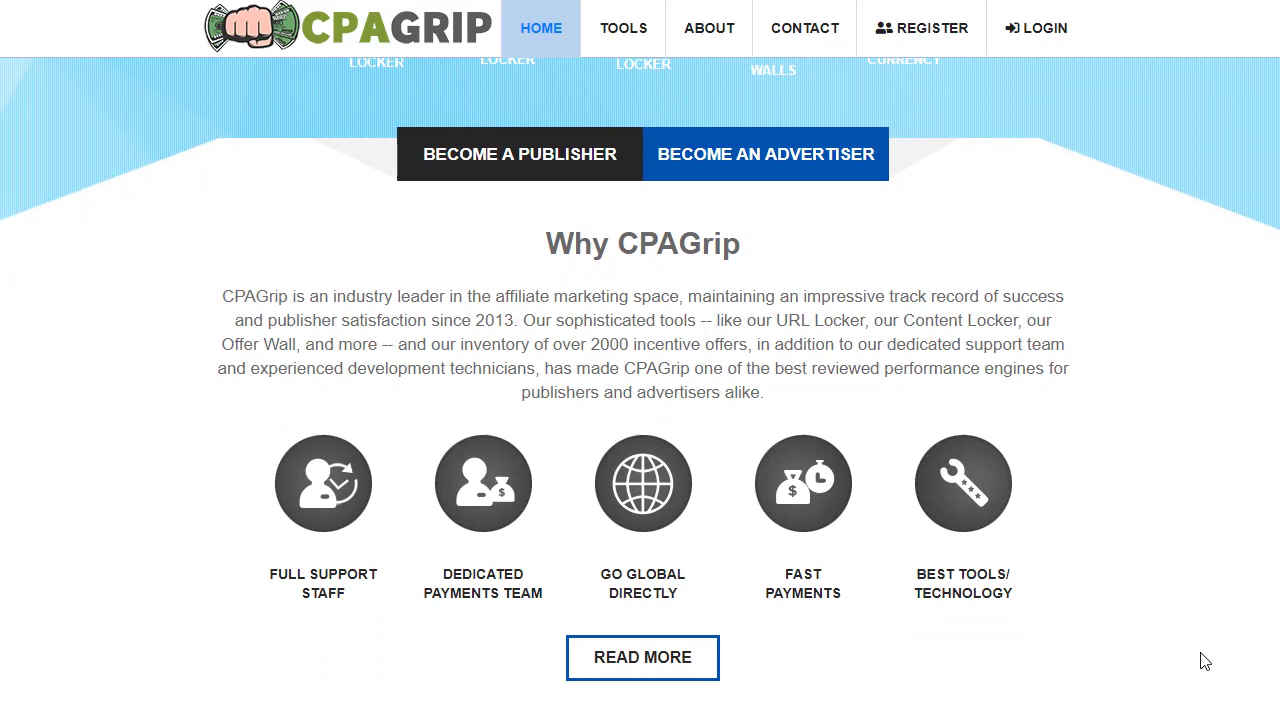 CPAGRIP
HOME TOOLS ABOUT CONTACT REGISTER LOGIN
LOCKER LOCKER LOCKER WALLS CURRENCY
BECOME A PUBLISHER BECOME AN ADVERTISER
Why CPAGrip
CPAGrip is an industry leader in the affiliate marketing space, maintaining an impressive track record of success
and publisher satisfaction since 2013. Our sophisticated tools -- like our URL Locker, our Content Locker, our
Offer Wall, and more -- and our inventory of over 2000 incentive offers, in addition to our dedicated support team
and experienced development technicians, has made CPAGrip one of the best reviewed performance engines for
publishers and advertisers alike.
FULL SUPPORT
STAFF
DEDICATED
PAYMENTS TEAM
GO GLOBAL
DIRECTLY
FAST
PAYMENTS
BEST TOOLS/
TECHNOLOGY
READ MORE